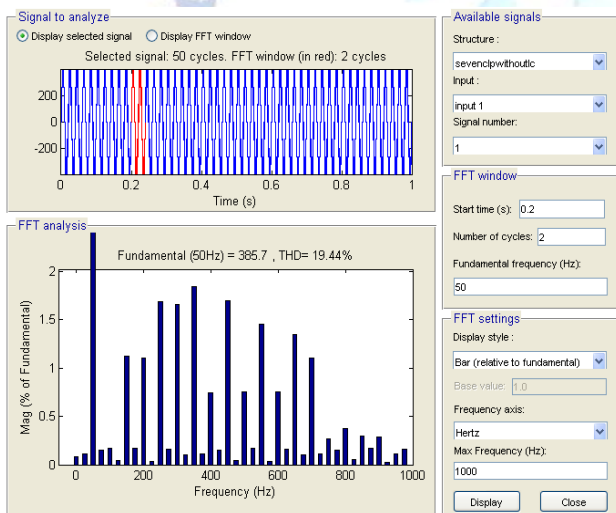 Signal to analyze
Display selected signal
Display FFT window
Selected signal: 50 cycles. FFT window (in red): 2 cycles
400
200
0
-200
0 0.2 0.4 0.6 0.8 1
Time (s)
FFT analysis
Fundamental (50Hz) = 385.7 , THD= 19.44%
2
1.5
1
0.5
0
Mag (% of Fundamental)
0 200 400 600 800 1000
Frequency (Hz)
Available signals
Structure :
sevenclpwithoutlc
Input :
input 1
Signal number:
1
FFT window
Start time (s): 0.2
Number of cycles: 2
Fundamental frequency (Hz):
50
FFT settings
Display style :
Bar (relative to fundamental)
Base value: 1.0
Frequency axis:
Hertz
Max Frequency (Hz):
1000
Display
Close